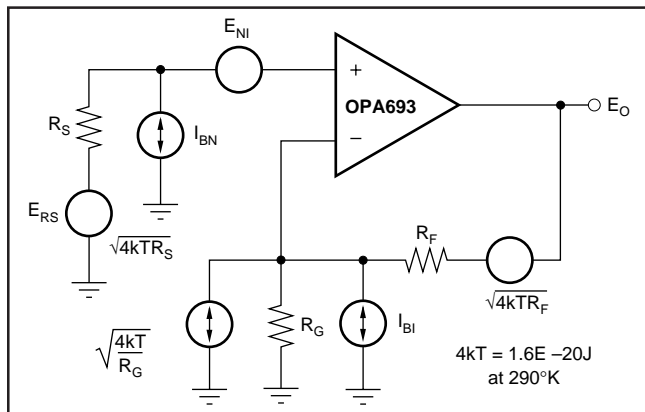 E_NI
+
OPA693
E_O
R_S
I_BN
−
E_RS
√4kTR_S
R_F
√4kTR_F
√4kT/R_G
R_G
I_BI
4kT = 1.6E –20J
at 290°K